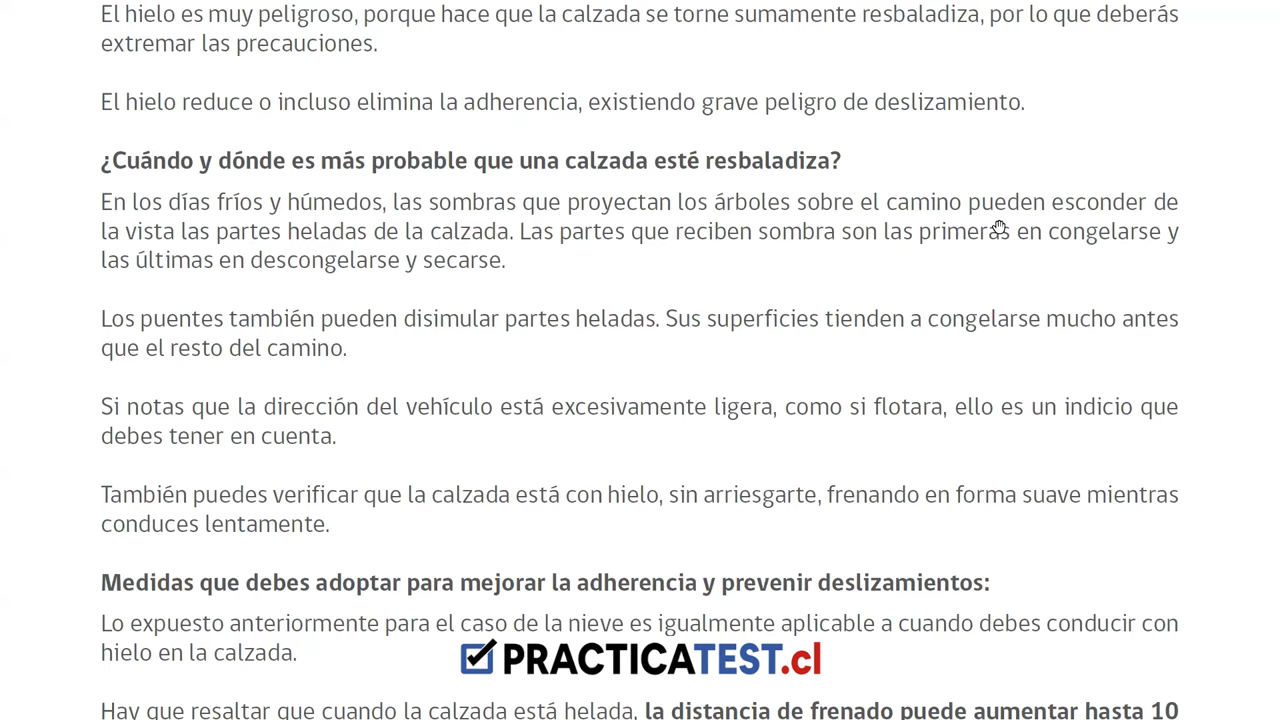 El hielo es muy peligroso, porque hace que la calzada se torne sumamente resbaladiza, por lo que deberás
extremar las precauciones.
El hielo reduce o incluso elimina la adherencia, existiendo grave peligro de deslizamiento.
¿Cuándo y dónde es más probable que una calzada esté resbaladiza?
En los días fríos y húmedos, las sombras que proyectan los árboles sobre el camino pueden esconder de
la vista las partes heladas de la calzada. Las partes que reciben sombra son las primeras en congelarse y
las últimas en descongelarse y secarse.
Los puentes también pueden disimular partes heladas. Sus superficies tienden a congelarse mucho antes
que el resto del camino.
Si notas que la dirección del vehículo está excesivamente ligera, como si flotara, ello es un indicio que
debes tener en cuenta.
También puedes verificar que la calzada está con hielo, sin arriesgarte, frenando en forma suave mientras
conduces lentamente.
Medidas que debes adoptar para mejorar la adherencia y prevenir deslizamientos:
Lo expuesto anteriormente para el caso de la nieve es igualmente aplicable a cuando debes conducir con
hielo en la calzada.
PRACTICATEST.cl
Hay que resaltar que cuando la calzada está helada, la distancia de frenado puede aumentar hasta 10